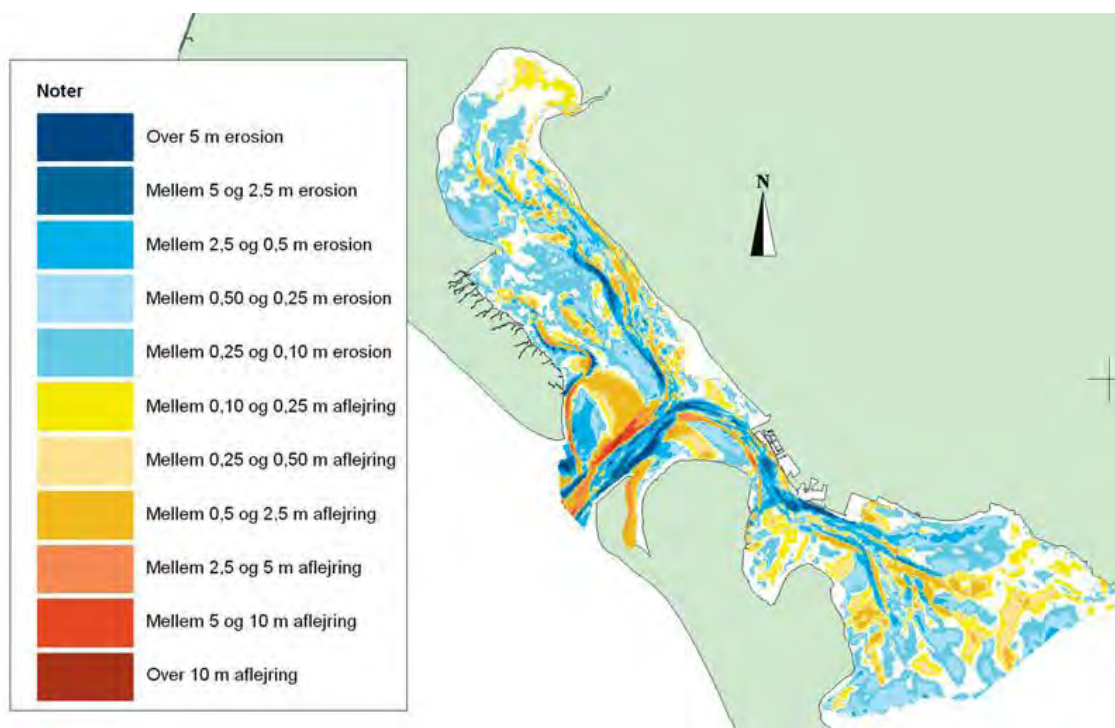 Noter
Over 5 m erosion
Mellem 5 og 2,5 m erosion
Mellem 2,5 og 0,5 m erosion
Mellem 0,50 og 0,25 m erosion
Mellem 0,25 og 0,10 m erosion
Mellem 0,10 og 0,25 m aflejring
Mellem 0,25 og 0,50 m aflejring
Mellem 0,5 og 2,5 m aflejring
Mellem 2,5 og 5 m aflejring
Mellem 5 og 10 m aflejring
Over 10 m aflejring
N